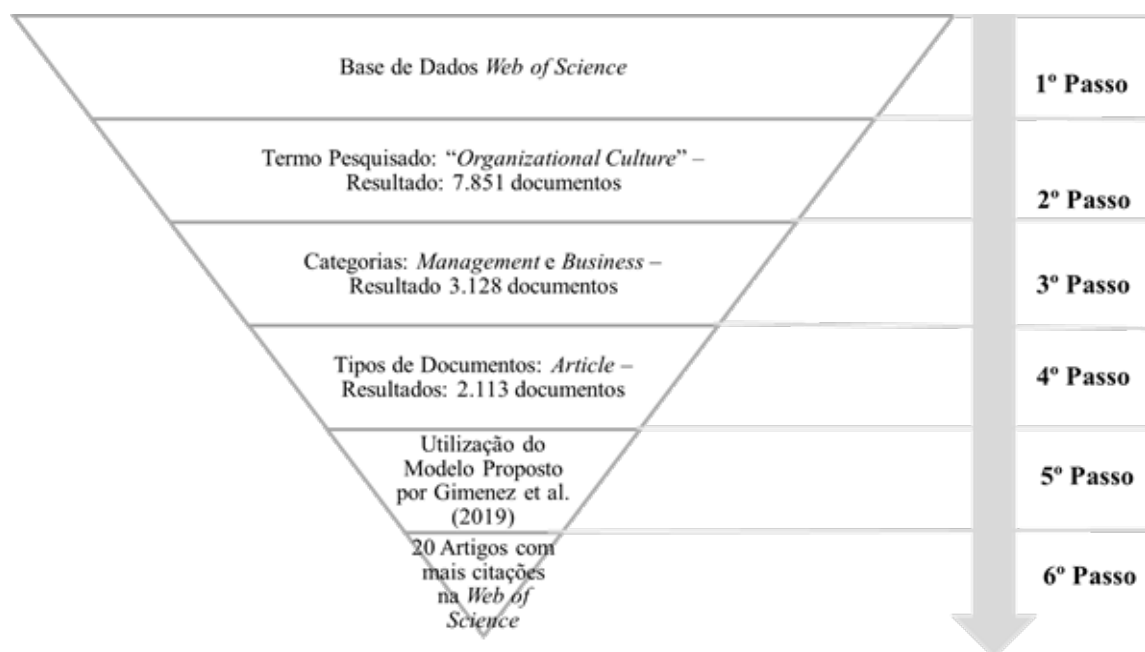 Base de Dados Web of Science
1º Passo
Termo Pesquisado: “Organizational Culture” –
Resultado: 7.851 documentos
2º Passo
Categorias: Management e Business –
Resultado 3.128 documentos
3º Passo
Tipos de Documentos: Article –
Resultados: 2.113 documentos
4º Passo
Utilização do
Modelo Proposto
por Gimenez et al.
(2019)
5º Passo
20 Artigos com
mais citações
na Web of
Science
6º Passo